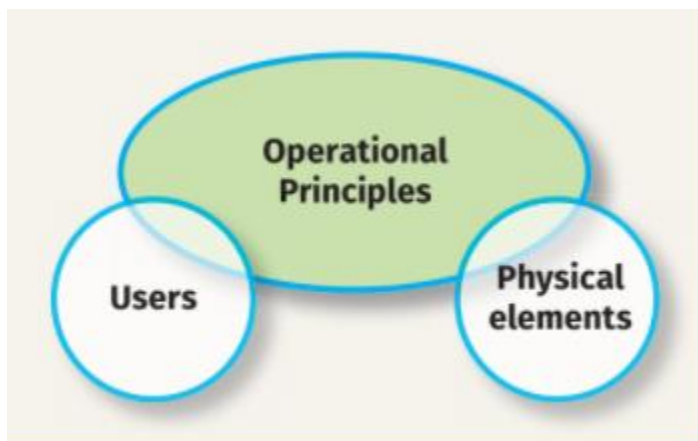 Operational
Principles
Users
Physical
elements